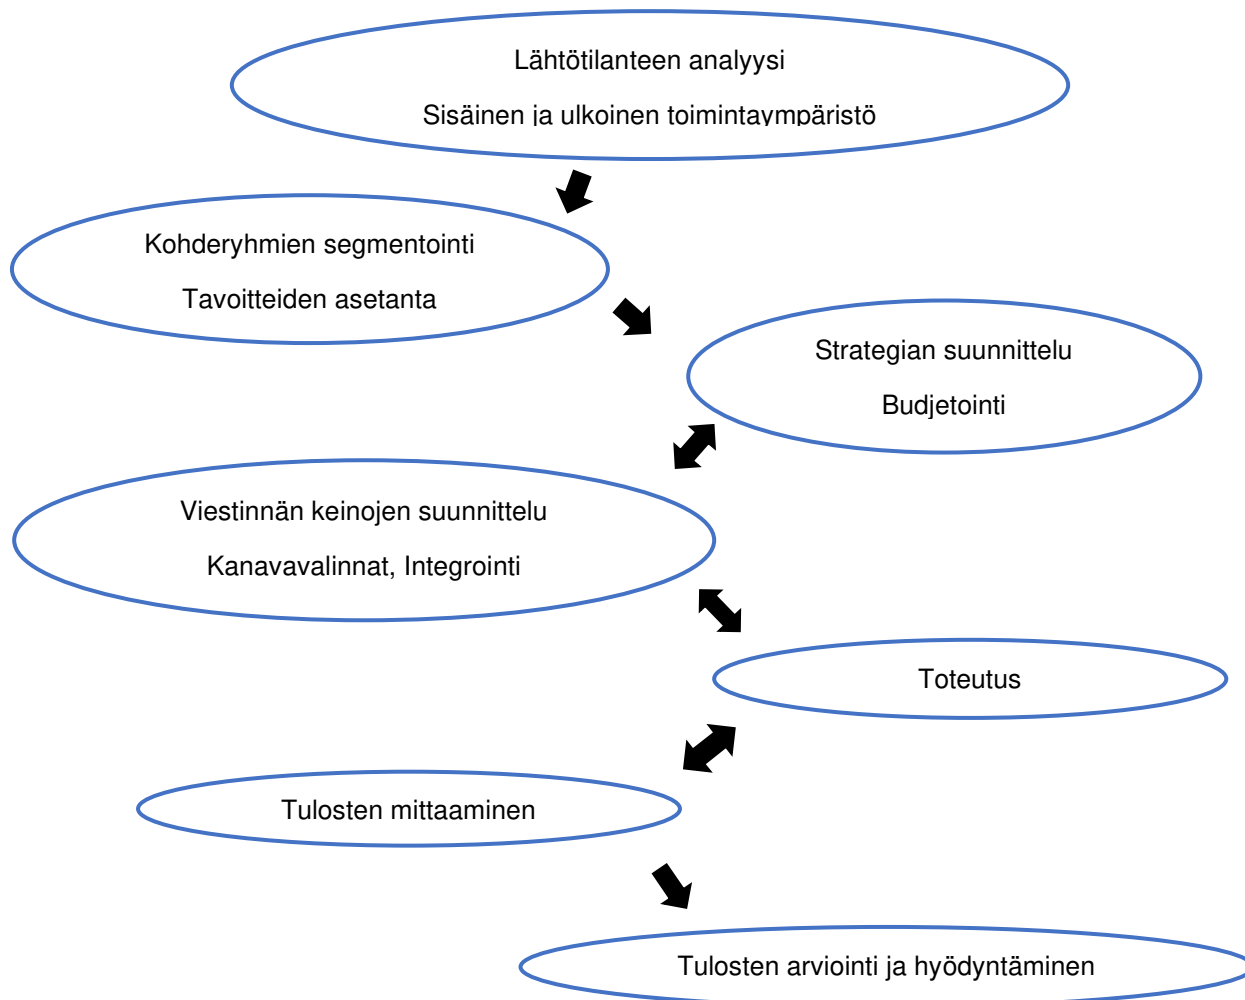 Lähtötilanteen analyysi
Sisäinen ja ulkoinen toimintaympäristö
Kohderyhmien segmentointi
Tavoitteiden asetanta
Strategian suunnittelu
Budjetointi
Viestinnän keinojen suunnittelu
Kanavavalinnat, Integrointi
Toteutus
Tulosten mittaaminen
Tulosten arviointi ja hyödyntäminen